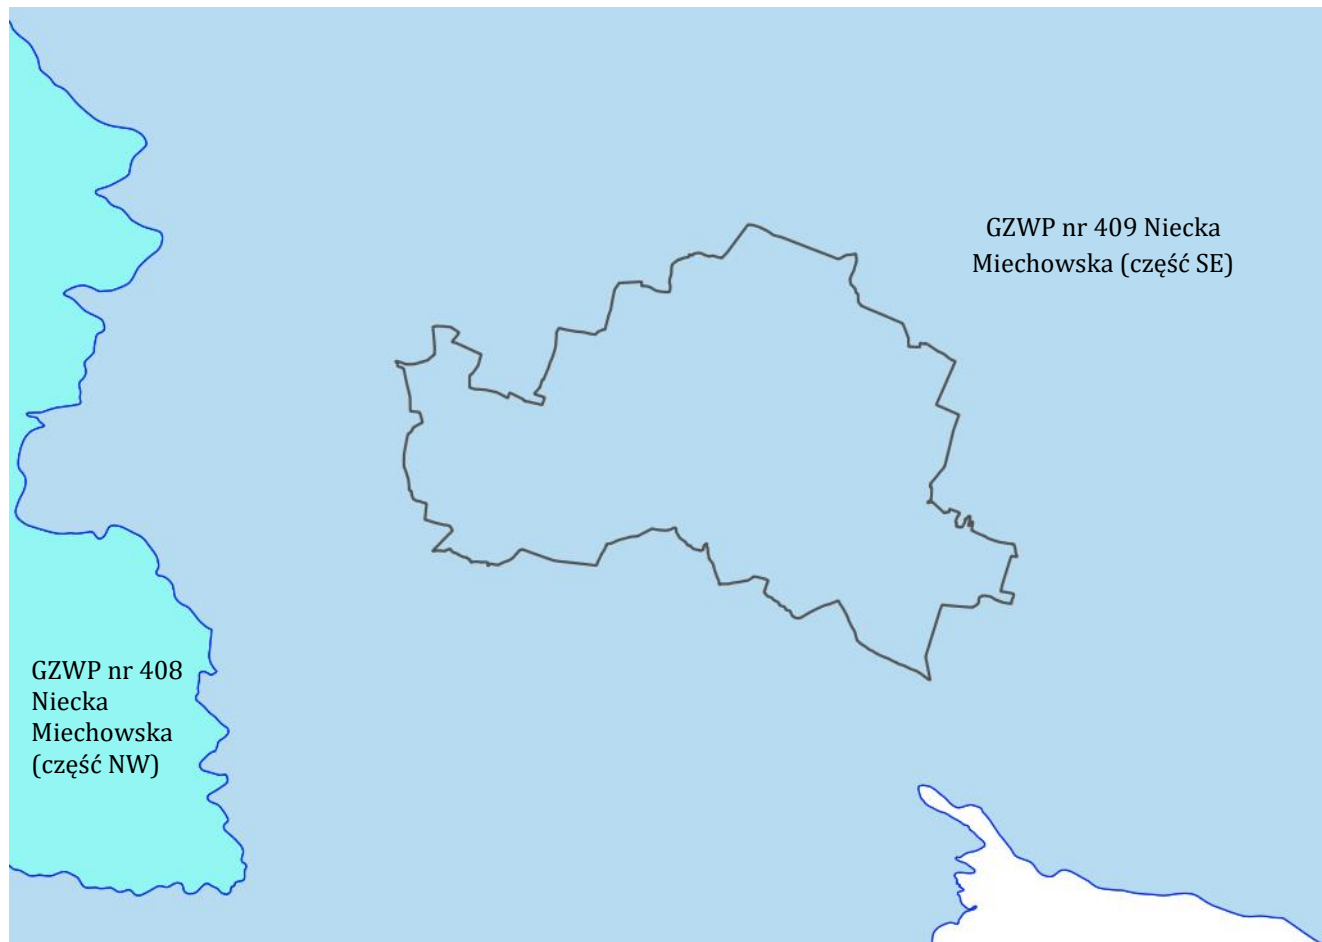 GZWP nr 409 Niecka
Miechowska (część SE)
GZWP nr 408
Niecka
Miechowska
(część NW)